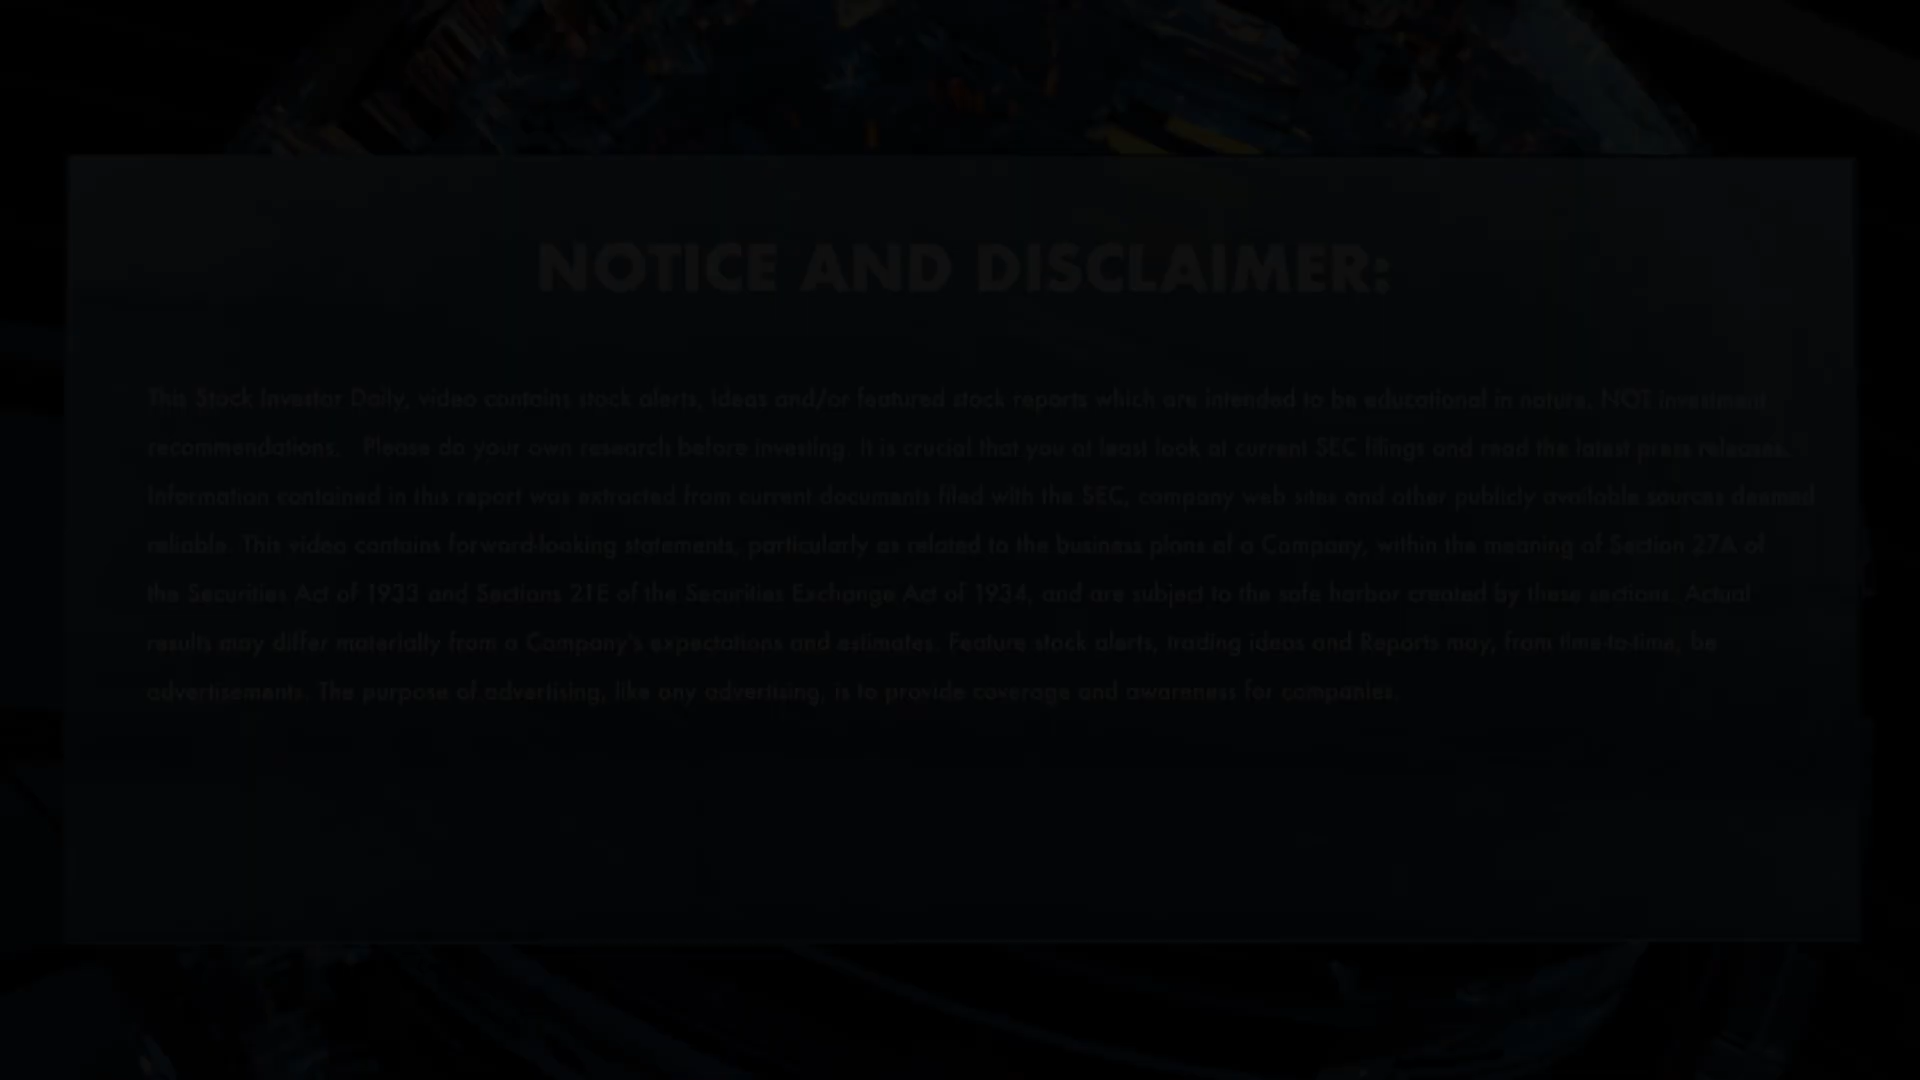 NOTICE AND DISCLAIMER:
This Stock Investor Daily, video contains stock alerts, ideas and/or featured stock reports which are intended to be educational in nature, NOT investment
recommendations. Please do your own research before investing. It is crucial that you at least look at current SEC filings and read the latest press releases.
Information contained in this report was extracted from current documents filed with the SEC, company web sites and other publicly available sources deemed
reliable. This video contains forward-looking statements, particularly as related to the business plans of a Company, within the meaning of Section 27A of
the Securities Act of 1933 and Sections 21E of the Securities Exchange Act of 1934, and are subject to the safe harbor created by these sections. Actual
results may differ materially from a Company's expectations and estimates. Feature stock alerts, trading ideas and Reports may, from time-to-time, be
advertisements. The purpose of advertising, like any advertising, is to provide coverage and awareness for companies.